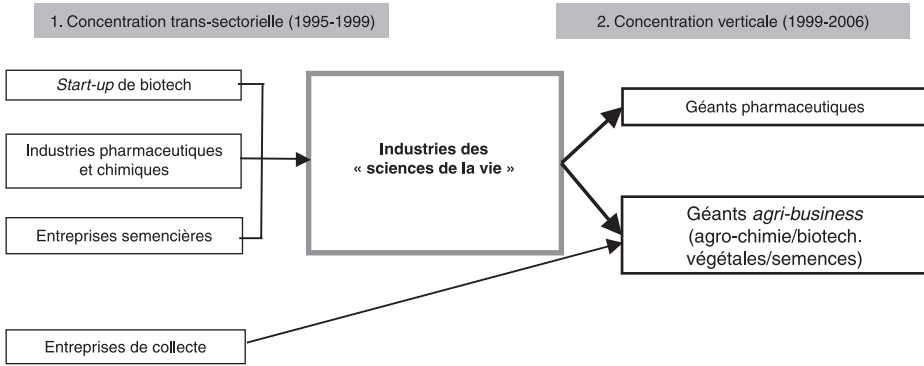 1. Concentration trans-sectorielle (1995-1999)
2. Concentration verticale (1999-2006)
Start-up de biotech
Industries pharmaceutiques
et chimiques
Entreprises semencières
Entreprises de collecte
Industries des
« sciences de la vie »
Géants pharmaceutiques
Géants agri-business
(agro-chimie/biotech.
végétales/semences)